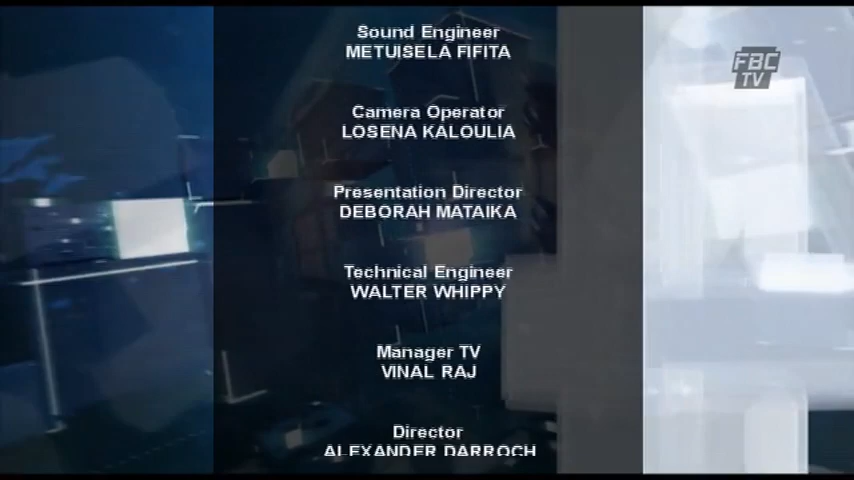 Sound Engineer
METUISELA FIFITA
FBC
TV
Camera Operator
LOSENA KALOULIA
Presentation Director
DEBORAH MATAIKA
Technical Engineer
WALTER WHIPPY
Manager TV
VINAL RAJ
Director
ALEXANDER DARROCH